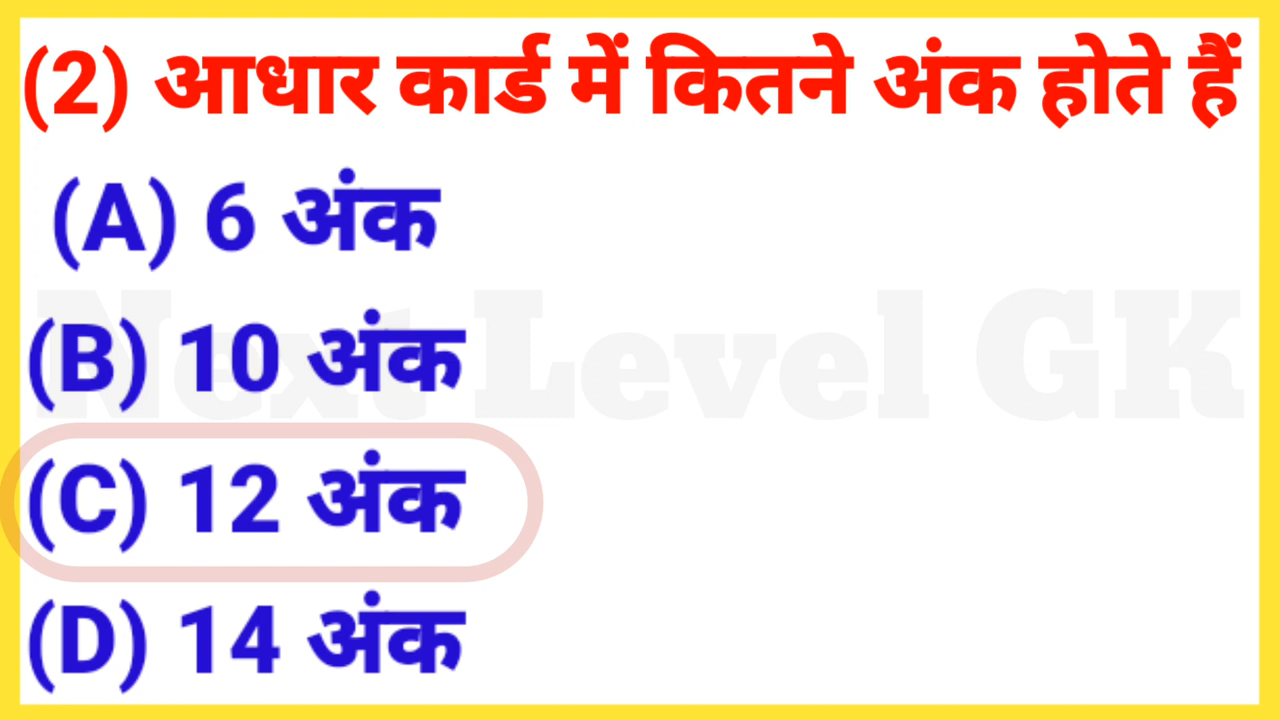 (2) आधार कार्ड में कितने अंक होते हैं
(A) 6 अंक
(B) 10 अंक
Next Level GK
(C) 12 अंक
(D) 14 अंक